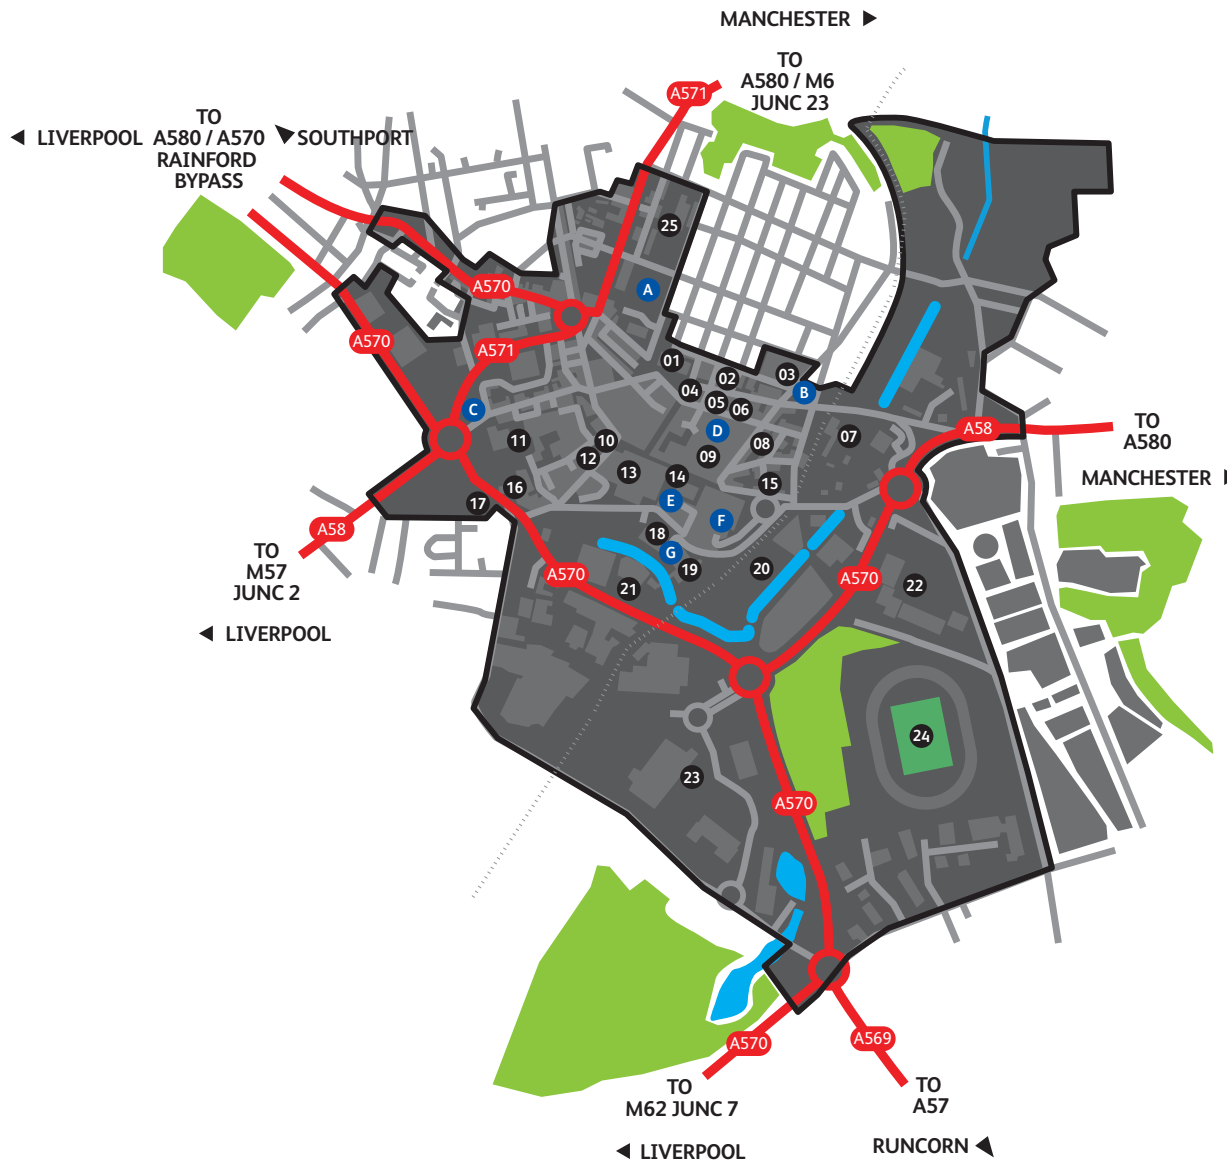 MANCHESTER
TO
A580 / M6
JUNC 23
A571
TO
A580 / A570
RAINFORD
BYPASS
LIVERPOOL
SOUTHPORT
25
A570
A
A570
A571
01
02
03
04
B
05
06
C
D
A58
TO
A580
MANCHESTER
07
11
10
08
12
09
13
14
15
16
17
E
F
A58
TO
M57
JUNC 2
LIVERPOOL
18
G
19
20
A570
21
A570
22
24
23
A570
A570
A569
TO
M62 JUNC 7
LIVERPOOL
TO
A57
RUNCORN